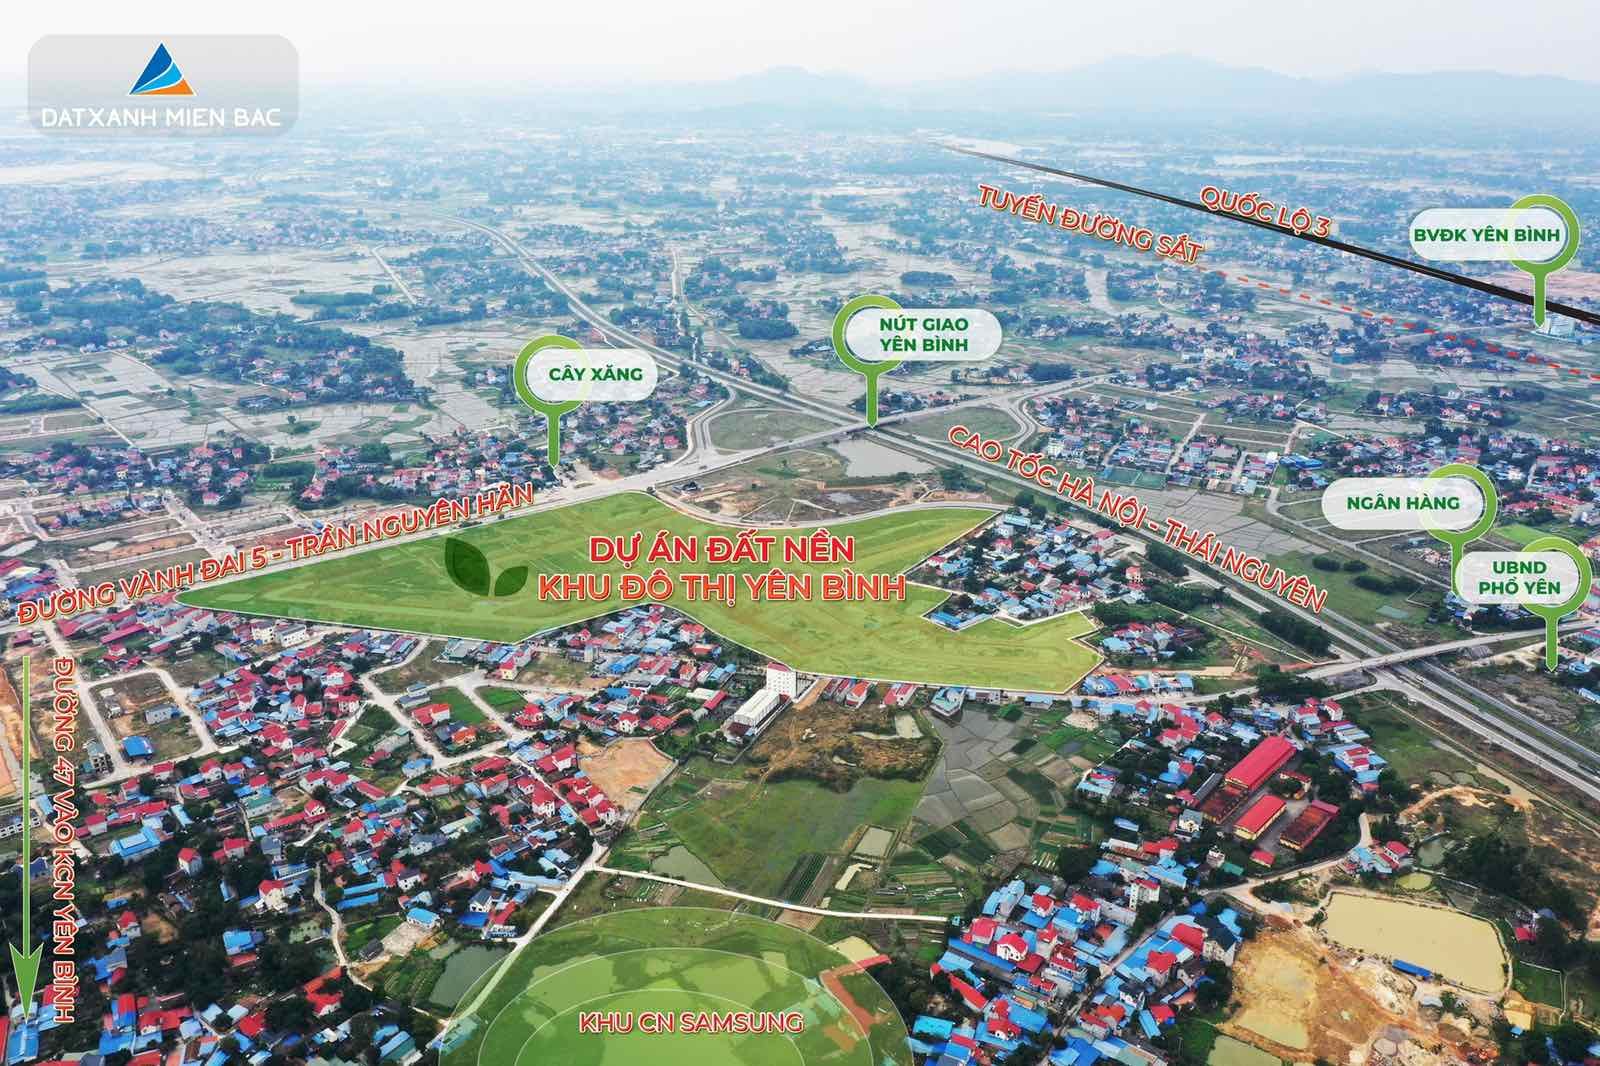 DATXANH MIEN BAC
QUỐC LỘ 3
TUYẾN ĐƯỜNG SẮT
BVĐK YÊN BÌNH
NÚT GIAO
YÊN BÌNH
CÂY XĂNG
CAO TỐC HÀ NỘI - THÁI NGUYÊN
NGÂN HÀNG
ĐƯỜNG VÀNH ĐAI 5 - TRẦN NGUYÊN HÃN
DỰ ÁN ĐẤT NỀN
KHU ĐÔ THỊ YÊN BÌNH
UBND
PHỔ YÊN
ĐƯỜNG 47 VÀO KCN YÊN BÌNH
KHU CN SAMSUNG